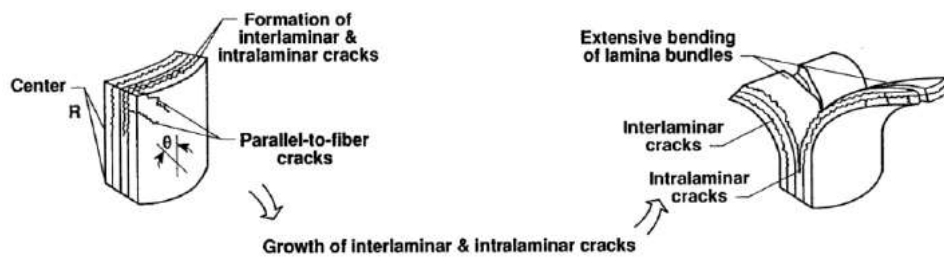 Formation of
interlaminar &
intralaminar cracks
Center
R
Parallel-to-fiber
cracks
θ
Growth of interlaminar & intralaminar cracks
Extensive bending
of lamina bundles
Interlaminar
cracks
Intralaminar
cracks